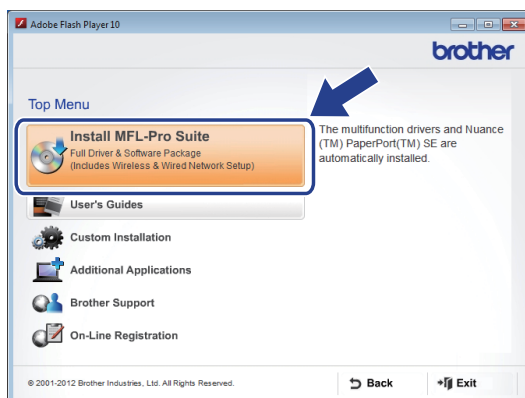 Adobe Flash Player 10
brother
Top Menu
Install MFL-Pro Suite
Full Driver & Software Package
(Includes Wireless & Wired Network Setup)
The multifunction drivers and Nuance
(TM) PaperPort(TM) SE are
automatically installed.
User's Guides
Custom Installation
Additional Applications
Brother Support
On-Line Registration
© 2001-2012 Brother Industries, Ltd. All Rights Reserved.
Back
Exit